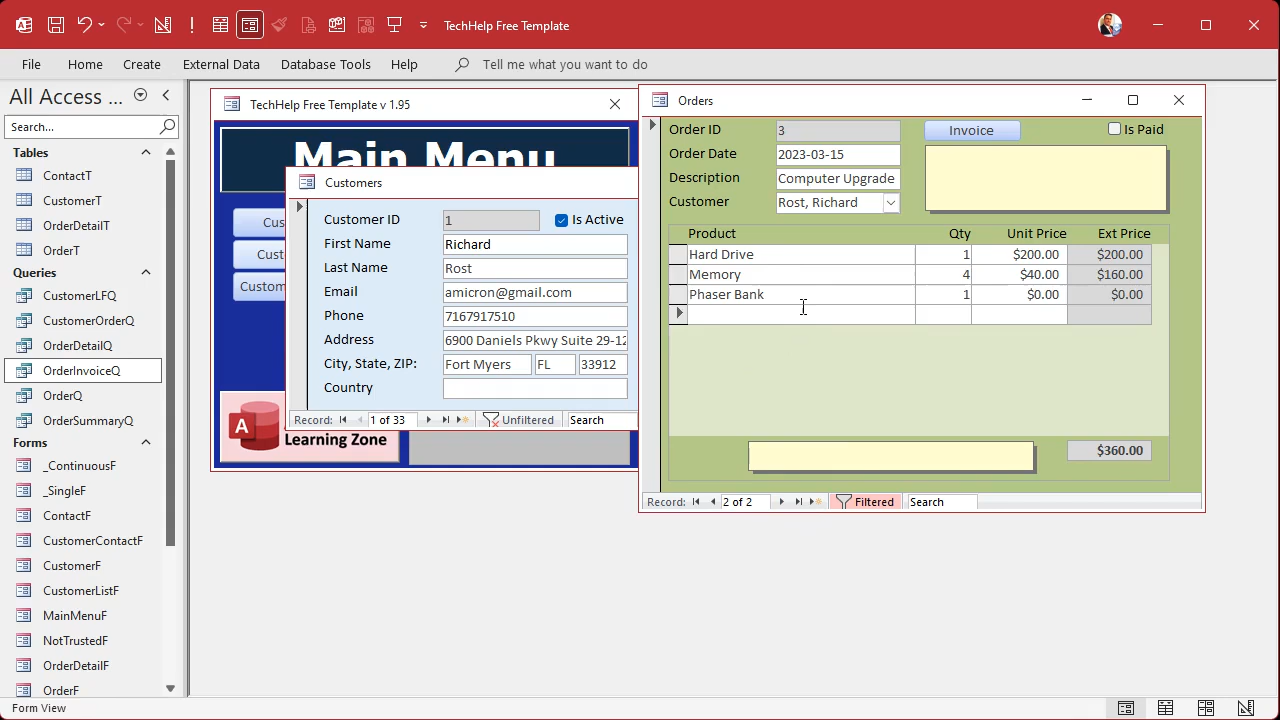 TechHelp Free Template
File Home Create External Data Database Tools Help Tell me what you want to do
All Access ...
Search...
Tables
ContactT
CustomerT
OrderDetailT
OrderT
Queries
CustomerLFQ
CustomerOrderQ
OrderDetailQ
OrderInvoiceQ
OrderQ
OrderSummaryQ
Forms
_ContinuousF
_SingleF
ContactF
CustomerContactF
CustomerF
CustomerListF
MainMenuF
NotTrustedF
OrderDetailF
OrderF
Form View
TechHelp Free Template v 1.95
Main Menu
Cus
Cust
Custom
A
Learning Zone
Customers
Customer ID 1 Is Active
First Name Richard
Last Name Rost
Email amicron@gmail.com
Phone 7167917510
Address 6900 Daniels Pkwy Suite 29-12
City, State, ZIP: Fort Myers FL 33912
Country
Record: 1 of 33 Unfiltered Search
Orders
Order ID 3 Invoice Is Paid
Order Date 2023-03-15
Description Computer Upgrade
Customer Rost, Richard
Product Qty Unit Price Ext Price
Hard Drive 1 $200.00 $200.00
Memory 4 $40.00 $160.00
Phaser Bank 1 $0.00 $0.00
$360.00
Record: 2 of 2 Filtered Search